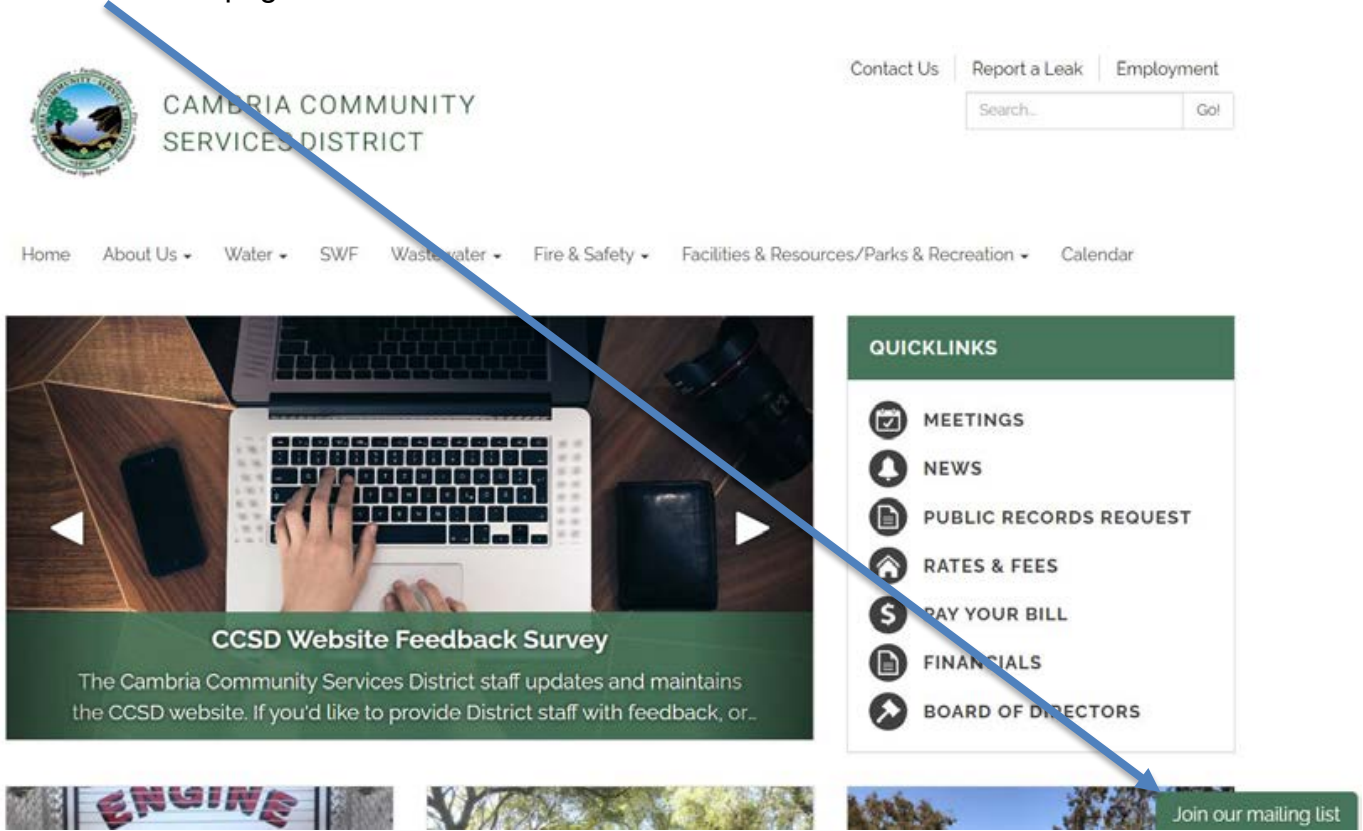 Contact Us Report a Leak Employment
CAMBRIA COMMUNITY
SERVICES DISTRICT
Search... Go!
Home About Us Water SWF Wastewater Fire & Safety Facilities & Resources/Parks & Recreation Calendar
QUICKLINKS
MEETINGS
NEWS
PUBLIC RECORDS REQUEST
RATES & FEES
PAY YOUR BILL
FINANCIALS
BOARD OF DIRECTORS
CCSD Website Feedback Survey
The Cambria Community Services District staff updates and maintains
the CCSD website. If you'd like to provide District staff with feedback, or...
ENGINE
Join our mailing list